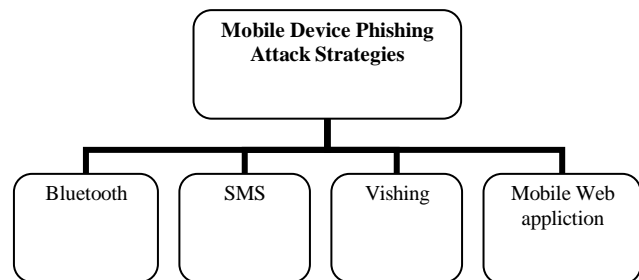 Mobile Device Phishing
Attack Strategies
Bluetooth
SMS
Vishing
Mobile Web
appliction